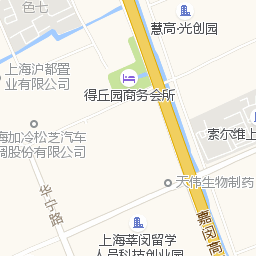 色七
慧高·光创园
上海沪都置
业有限公司
得丘园商务会所
海加冷松芝汽车
调股份有限公司
索尔维上
天伟生物制药
华宁路
嘉闵高
上海莘闵留学
人员科技创业园